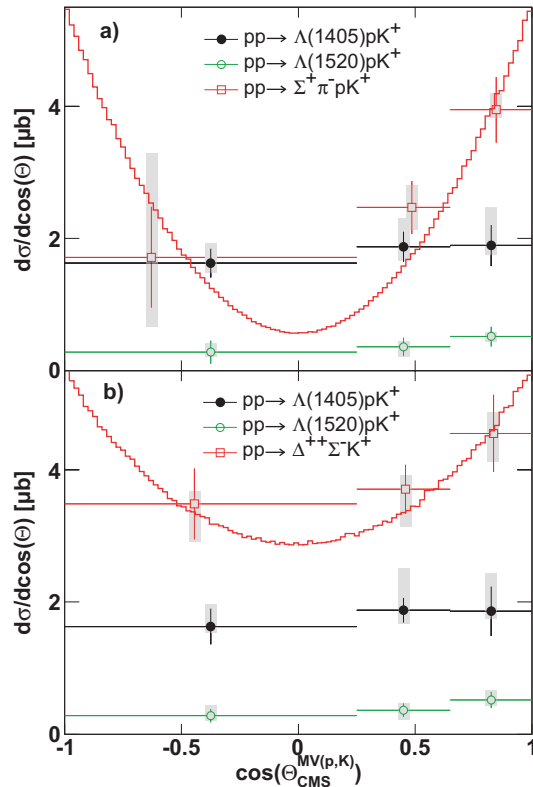 a)
pp→ Λ(1405)pK⁺
pp→ Λ(1520)pK⁺
pp→ Σ⁺π⁻pK⁺
dσ/dcos(Θ) [μb]
4
2
0
b)
pp→ Λ(1405)pK⁺
pp→ Λ(1520)pK⁺
pp→ Δ⁺⁺Σ⁻K⁺
dσ/dcos(Θ) [μb]
4
2
0
-1 -0.5 0 0.5 1
cos(Θ_CMS^MV(p,K))